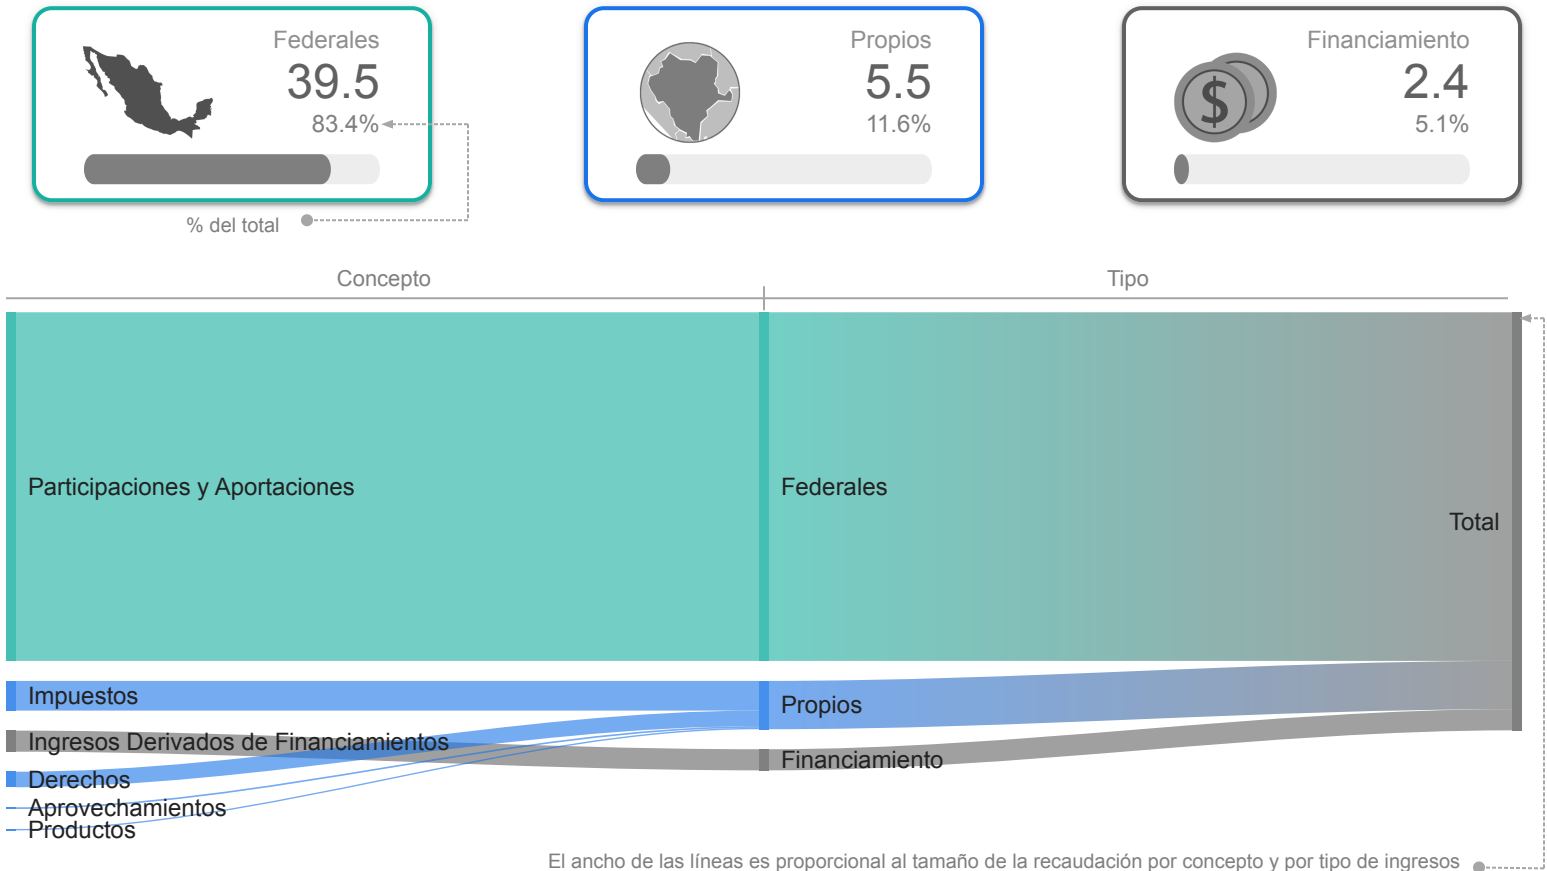 Federales
39.5
83.4%
% del total
Propios
5.5
11.6%
Financiamiento
2.4
5.1%
$
Concepto
Tipo
Participaciones y Aportaciones
Federales
Total
Impuestos
Propios
Ingresos Derivados de Financiamientos
Financiamiento
Derechos
Aprovechamientos
Productos
El ancho de las líneas es proporcional al tamaño de la recaudación por concepto y por tipo de ingresos